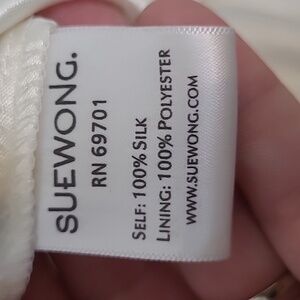 SUEWONG.
RN 69701
SELF: 100% SILK
LINING: 100% POLYESTER
WWW.SUEWONG.COM